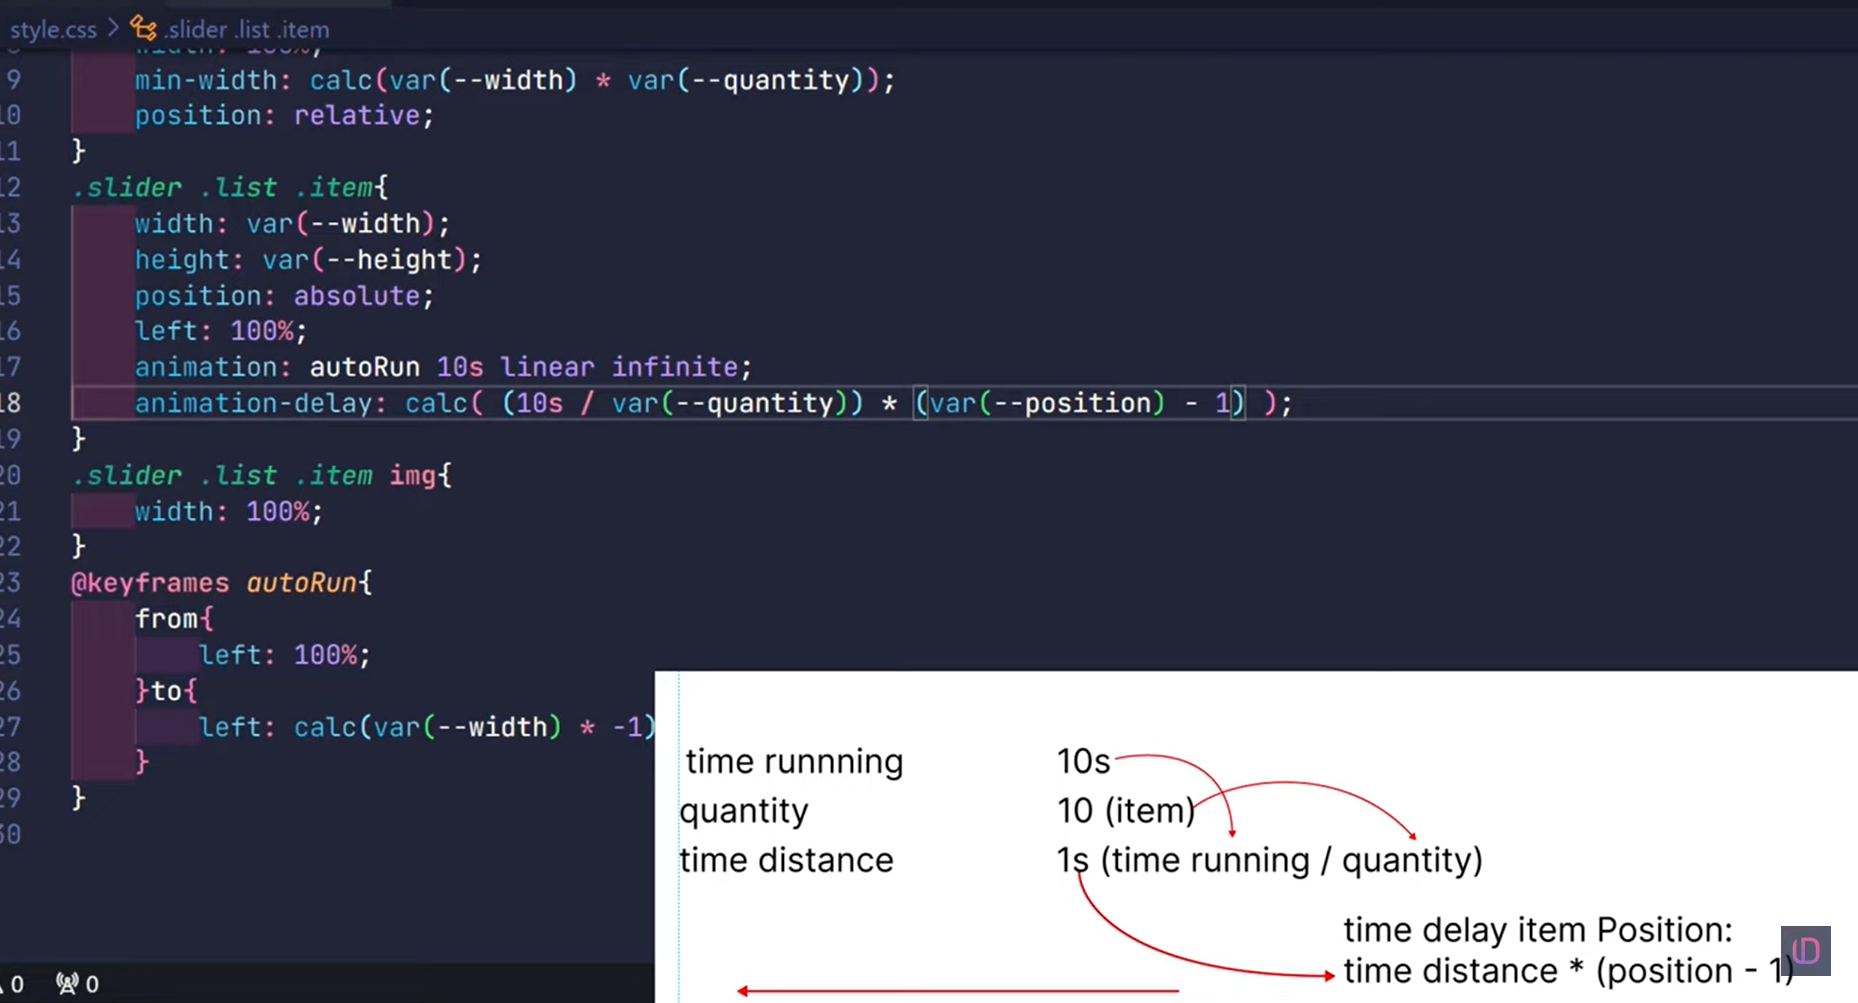 style.css > .slider .list .item
9 min-width: calc(var(--width) * var(--quantity));
10 position: relative;
11 }
12 .slider .list .item{
13 width: var(--width);
14 height: var(--height);
15 position: absolute;
16 left: 100%;
17 animation: autoRun 10s linear infinite;
18 animation-delay: calc( (10s / var(--quantity)) * (var(--position) - 1) );
19 }
20 .slider .list .item img{
21 width: 100%;
22 }
23 @keyframes autoRun{
24 from{
25 left: 100%;
26 }to{
27 left: calc(var(--width) * -1)
28 }
29 }
30
time runnning 10s
quantity 10 (item)
time distance 1s (time running / quantity)
time delay item Position:
time distance * (position - 1)
0 0